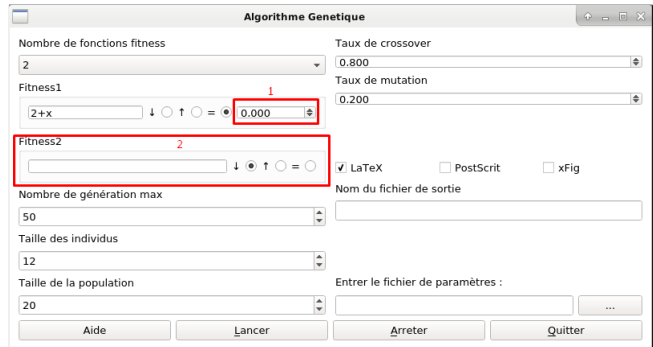 Algorithme Genetique
Nombre de fonctions fitness
2
Fitness1
1
2+x ↓ ↑ = 0.000
Fitness2
2
↓ ↑ =
Nombre de génération max
50
Taille des individus
12
Taille de la population
20
Taux de crossover
0.800
Taux de mutation
0.200
LaTeX PostScrit xFig
Nom du fichier de sortie
Entrer le fichier de paramètres :
...
Aide Lancer Arreter Quitter